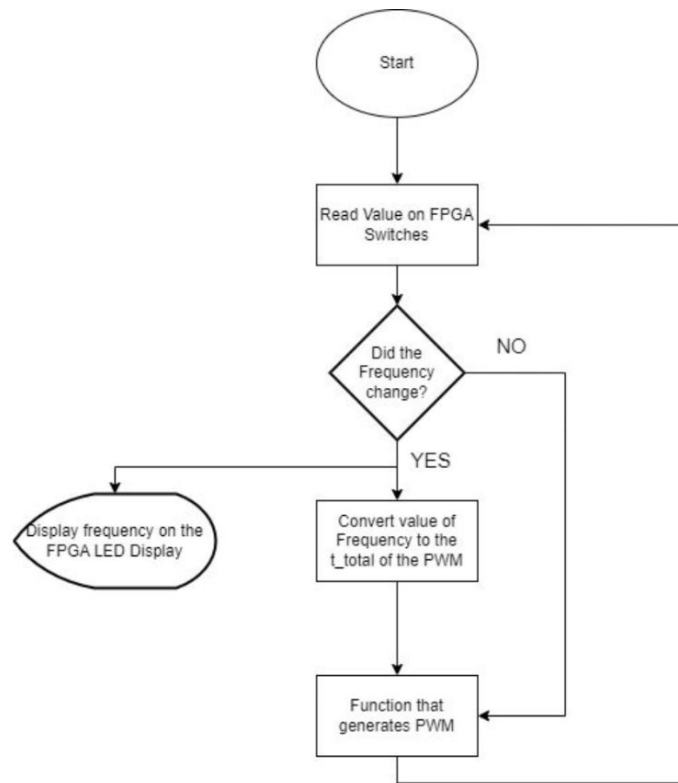 Start
Read Value on FPGA
Switches
Did the
Frequency
change?
NO
YES
Display frequency on the
FPGA LED Display
Convert value of
Frequency to the
t_total of the PWM
Function that
generates PWM